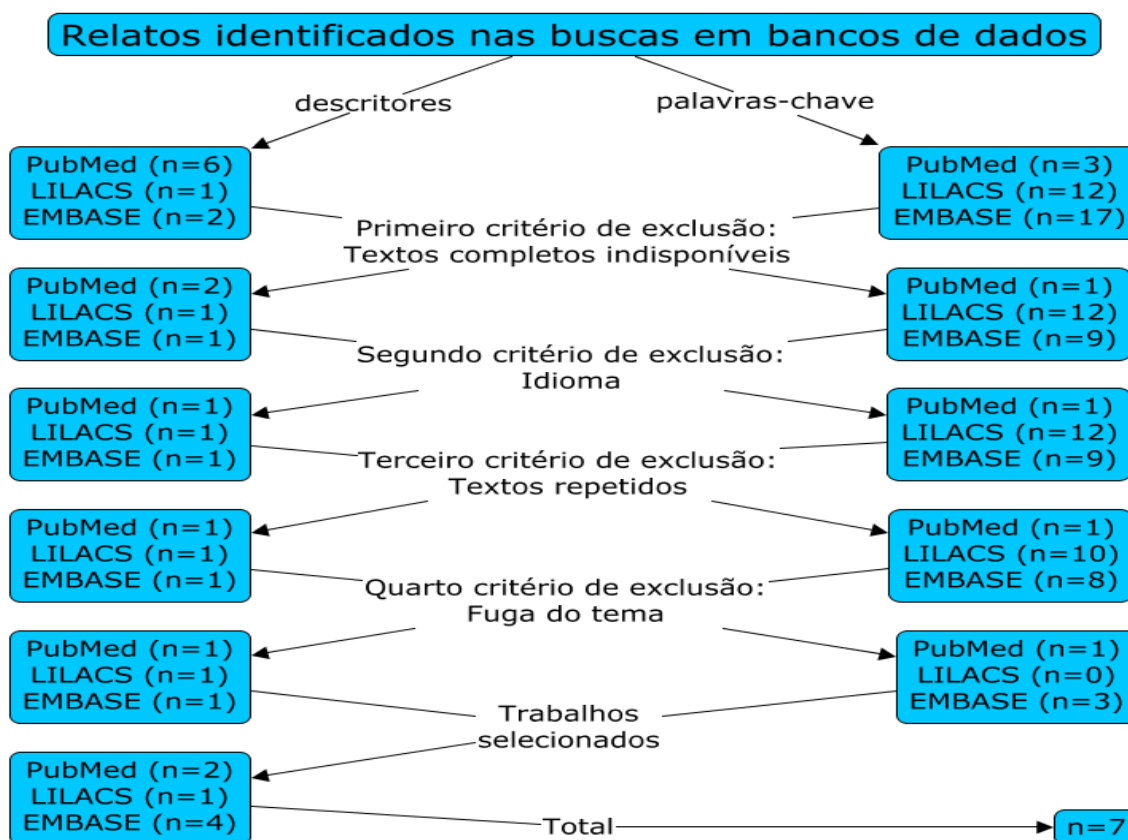 Relatos identificados nas buscas em bancos de dados
descritores
palavras-chave
PubMed (n=6)
LILACS (n=1)
EMBASE (n=2)
PubMed (n=3)
LILACS (n=12)
EMBASE (n=17)
Primeiro critério de exclusão:
Textos completos indisponíveis
PubMed (n=2)
LILACS (n=1)
EMBASE (n=1)
PubMed (n=1)
LILACS (n=12)
EMBASE (n=9)
Segundo critério de exclusão:
Idioma
PubMed (n=1)
LILACS (n=1)
EMBASE (n=1)
PubMed (n=1)
LILACS (n=12)
EMBASE (n=9)
Terceiro critério de exclusão:
Textos repetidos
PubMed (n=1)
LILACS (n=1)
EMBASE (n=1)
PubMed (n=1)
LILACS (n=10)
EMBASE (n=8)
Quarto critério de exclusão:
Fuga do tema
PubMed (n=1)
LILACS (n=1)
EMBASE (n=1)
PubMed (n=1)
LILACS (n=0)
EMBASE (n=3)
Trabalhos
selecionados
PubMed (n=2)
LILACS (n=1)
EMBASE (n=4)
Total
n=7